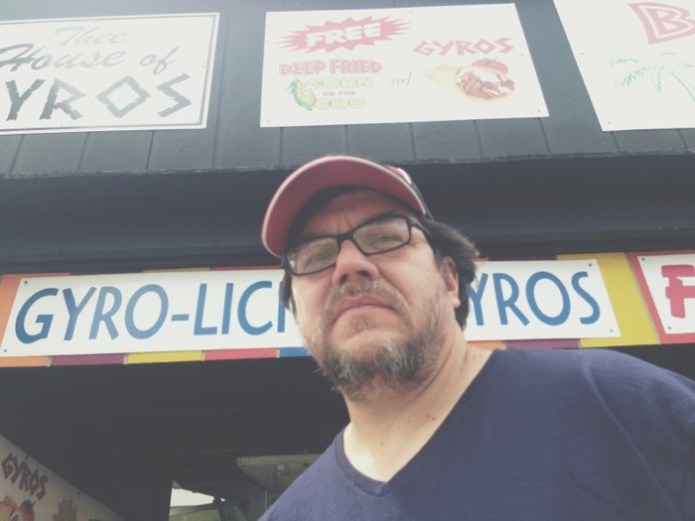 Thee
House of
YROS
FREE
DEEP FRIED
CORN
ON THE
COB
w/
GYROS
B
GYRO-LICI
YROS
F
GYROS